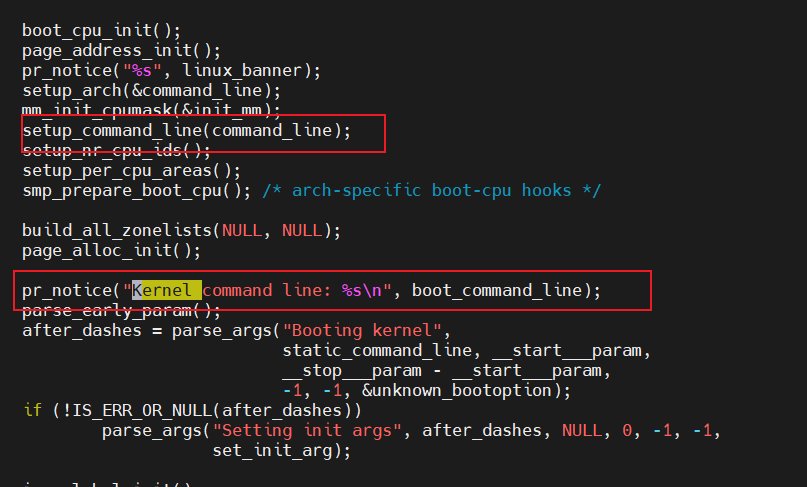 boot_cpu_init();
page_address_init();
pr_notice("%s", linux_banner);
setup_arch(&command_line);
mm_init_cpumask(&init_mm);
setup_command_line(command_line);
setup_nr_cpu_ids();
setup_per_cpu_areas();
smp_prepare_boot_cpu(); /* arch-specific boot-cpu hooks */
build_all_zonelists(NULL, NULL);
page_alloc_init();
pr_notice("Kernel command line: %s\n", boot_command_line);
parse_early_param();
after_dashes = parse_args("Booting kernel",
static_command_line, __start___param,
__stop___param - __start___param,
-1, -1, &unknown_bootoption);
if (!IS_ERR_OR_NULL(after_dashes))
parse_args("Setting init args", after_dashes, NULL, 0, -1, -1,
set_init_arg);